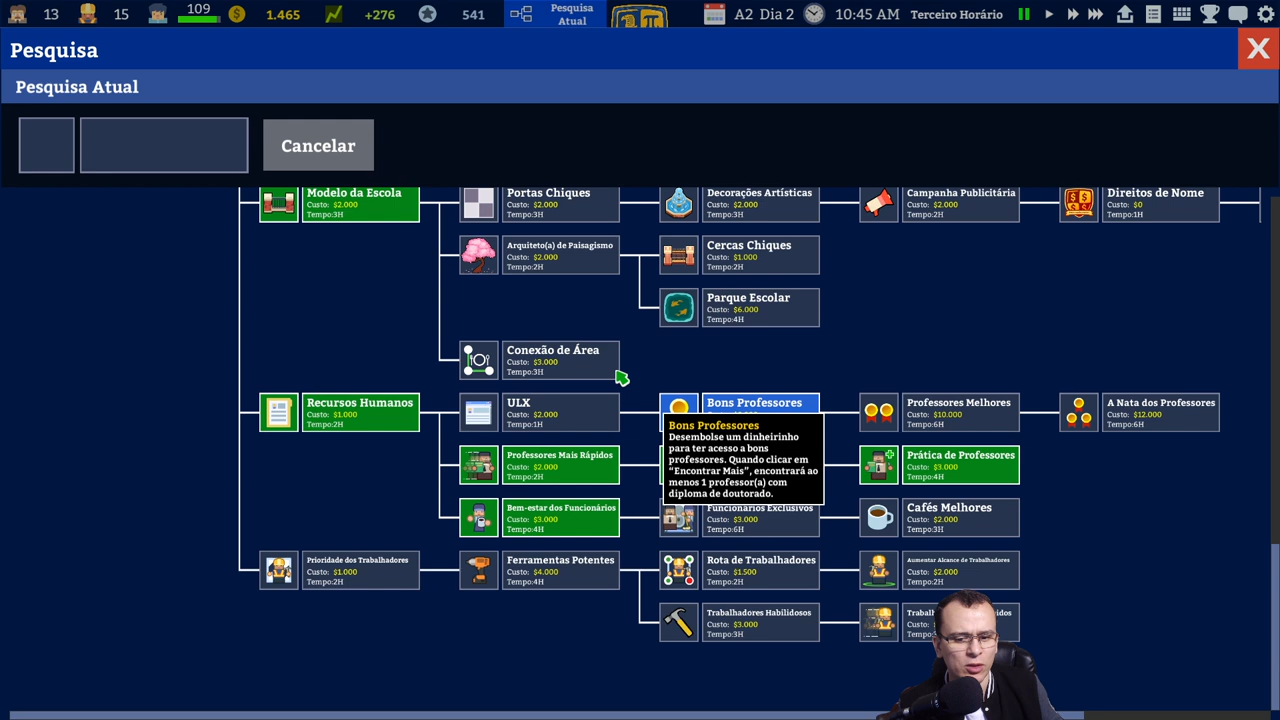 13
15
109
1.465
+276
541
Pesquisa
Atual
A2 Dia 2
10:45 AM
Terceiro Horário
Pesquisa
X
Pesquisa Atual
Cancelar
Modelo da Escola
Custo: $2.000
Tempo:3H
Portas Chiques
Custo: $2.000
Tempo:3H
Decorações Artísticas
Custo: $2.000
Tempo:3H
Campanha Publicitária
Custo: $2.000
Tempo:2H
Direitos de Nome
Custo: $0
Tempo:1H
Arquiteto(a) de Paisagismo
Custo: $2.000
Tempo:2H
Cercas Chiques
Custo: $1.000
Tempo:2H
Parque Escolar
Custo: $6.000
Tempo:4H
Conexão de Área
Custo: $3.000
Tempo:3H
Recursos Humanos
Custo: $1.000
Tempo:2H
ULX
Custo: $2.000
Tempo:1H
Bons Professores
Professores Melhores
Custo: $10.000
Tempo:6H
A Nata dos Professores
Custo: $12.000
Tempo:6H
Bons Professores
Desembolse um dinheirinho
para ter acesso a bons
professores. Quando clicar em
"Encontrar Mais", encontrará ao
menos 1 professor(a) com
diploma de doutorado.
Professores Mais Rápidos
Custo: $2.000
Tempo:2H
Prática de Professores
Custo: $3.000
Tempo:4H
Bem-estar dos Funcionários
Custo: $3.000
Tempo:4H
Funcionários Exclusivos
Custo: $3.000
Tempo:6H
Cafés Melhores
Custo: $2.000
Tempo:3H
Prioridade dos Trabalhadores
Custo: $1.000
Tempo:2H
Ferramentas Potentes
Custo: $4.000
Tempo:4H
Rota de Trabalhadores
Custo: $1.500
Tempo:2H
Aumentar Alcance de Trabalhadores
Custo: $2.000
Tempo:2H
Trabalhadores Habilidosos
Custo: $3.000
Tempo:3H
Custo:
Tempo:3H